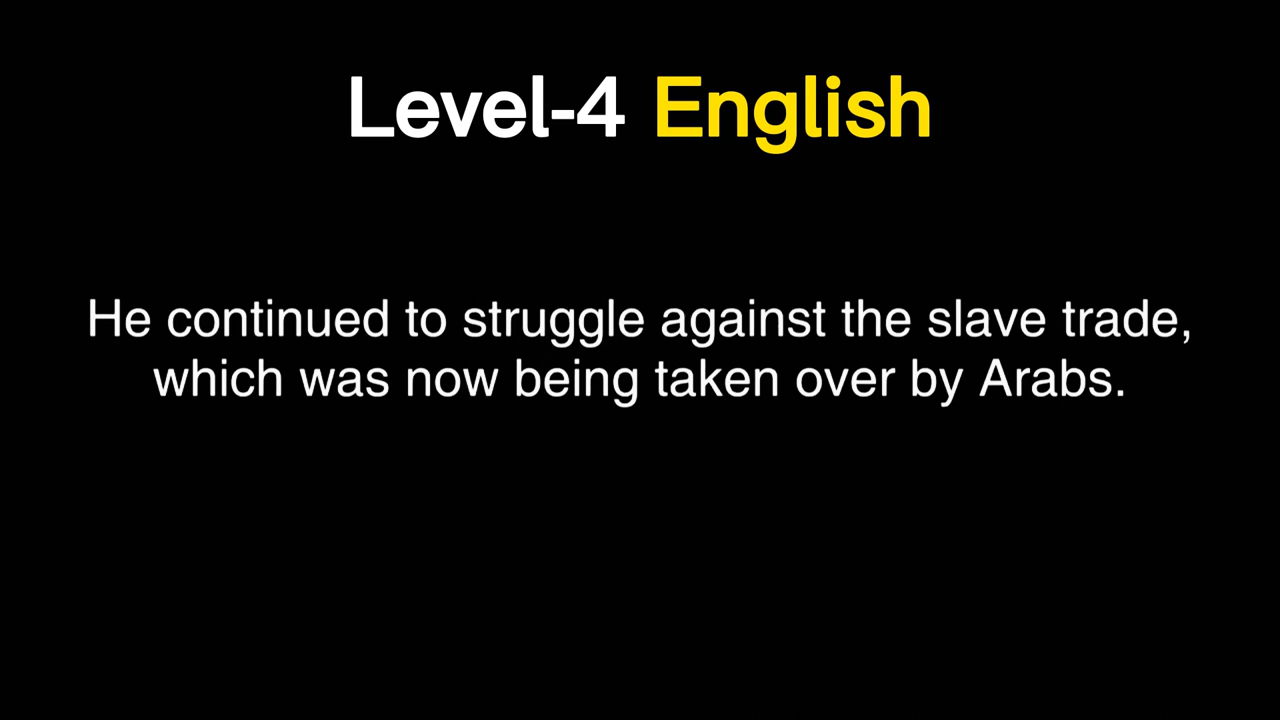 Level-4 English
He continued to struggle against the slave trade,
which was now being taken over by Arabs.